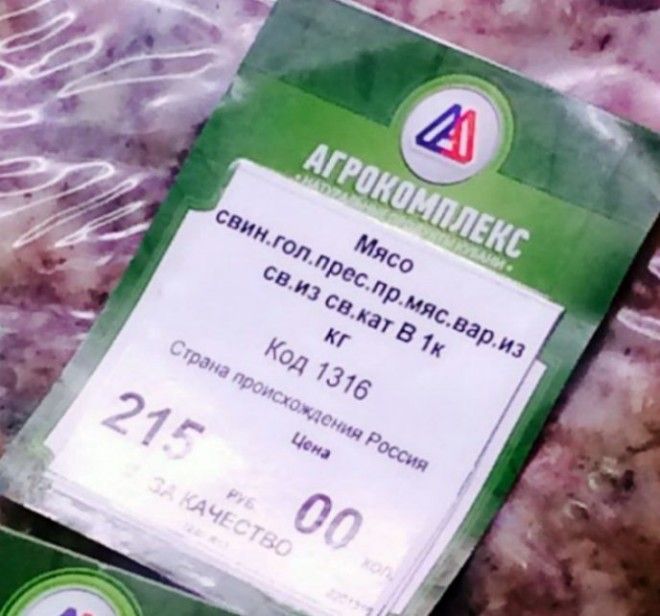 АГРОКОМПЛЕКС
Мясо
свин.гол.прес.пр.мяс.вар.из
св.из св.кат В 1к
кг
Код 1316
Страна происхождения Россия
Цена
215 руб. 00 коп.
ЗА КАЧЕСТВО